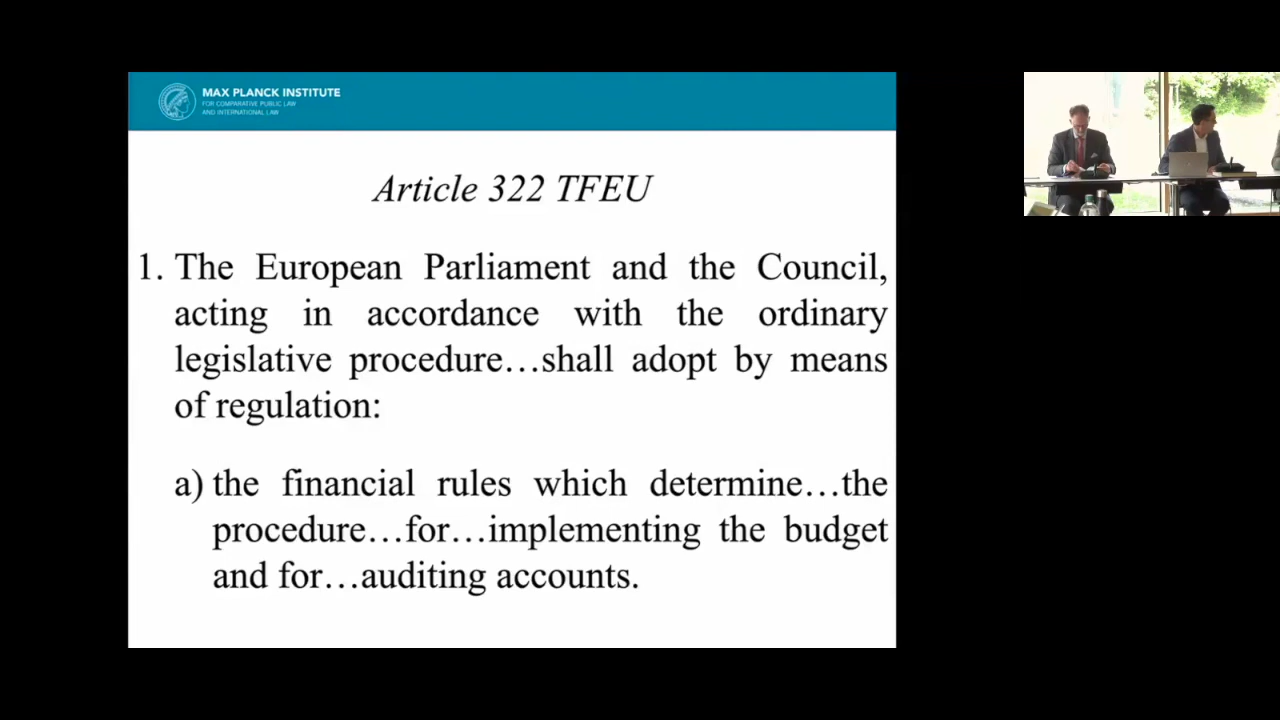 MAX PLANCK INSTITUTE
FOR COMPARATIVE PUBLIC LAW
AND INTERNATIONAL LAW
Article 322 TFEU
1. The European Parliament and the Council,
acting in accordance with the ordinary
legislative procedure…shall adopt by means
of regulation:
a) the financial rules which determine…the
procedure…for…implementing the budget
and for…auditing accounts.